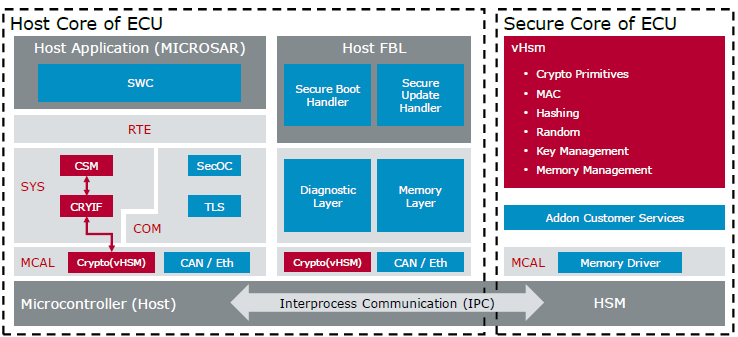 Host Core of ECU
Host Application (MICROSAR)
SWC
RTE
SYS
CSM
CRYIF
SecOC
TLS
COM
MCAL
Crypto(vHSM)
CAN / Eth
Host FBL
Secure Boot
Handler
Secure
Update
Handler
Diagnostic
Layer
Memory
Layer
Crypto(vHSM)
CAN / Eth
Microcontroller (Host)
Interprocess Communication (IPC)
Secure Core of ECU
vHsm
• Crypto Primitives
• MAC
• Hashing
• Random
• Key Management
• Memory Management
Addon Customer Services
MCAL
Memory Driver
HSM